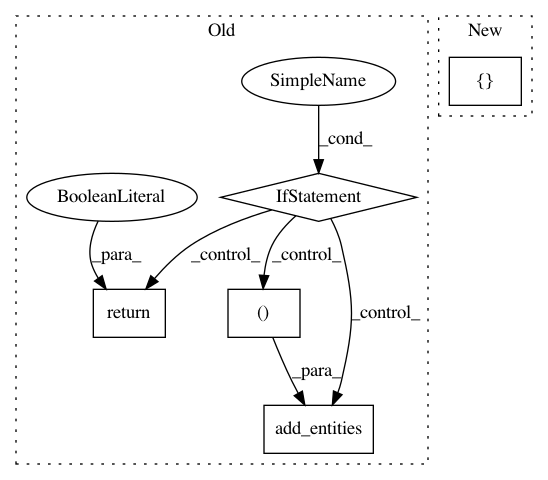 Old
New
SimpleName
{}
_cond_
BooleanLiteral
IfStatement
_para_
_control_
_control_
return
()
_control_
_para_
add_entities